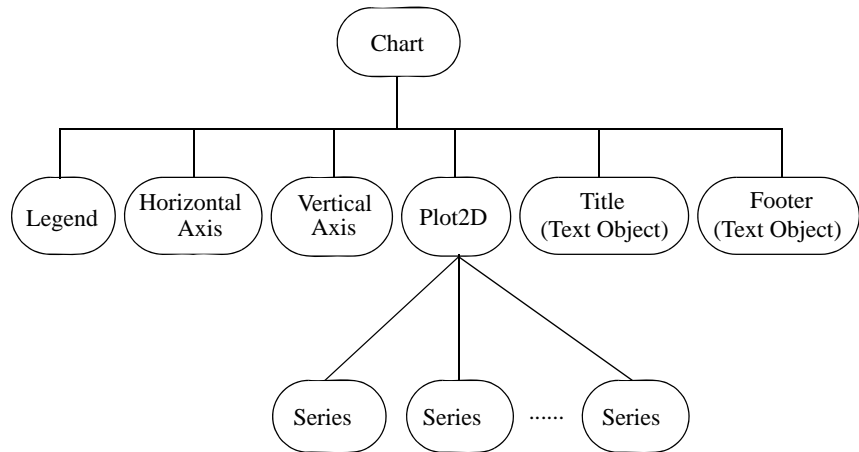 Chart
Legend
Horizontal
Axis
Vertical
Axis
Plot2D
Title
(Text Object)
Footer
(Text Object)
Series
Series
......
Series